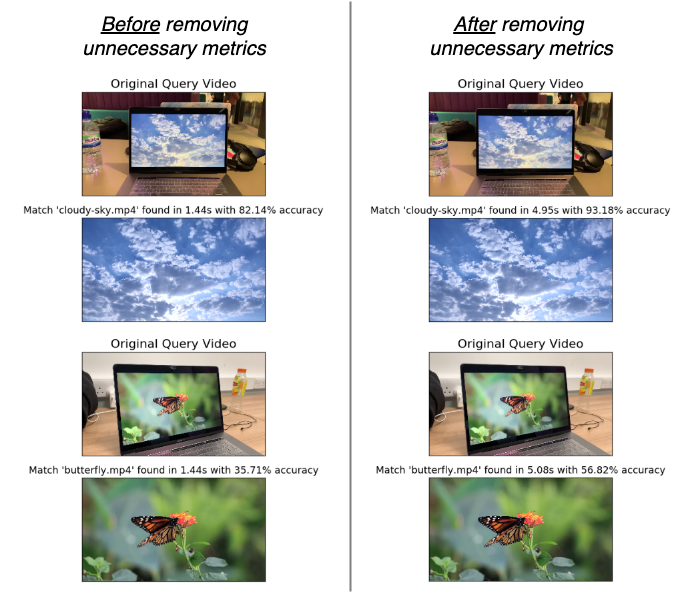 Before removing
unnecessary metrics
Original Query Video
Match 'cloudy-sky.mp4' found in 1.44s with 82.14% accuracy
Original Query Video
Match 'butterfly.mp4' found in 1.44s with 35.71% accuracy
After removing
unnecessary metrics
Original Query Video
Match 'cloudy-sky.mp4' found in 4.95s with 93.18% accuracy
Original Query Video
Match 'butterfly.mp4' found in 5.08s with 56.82% accuracy